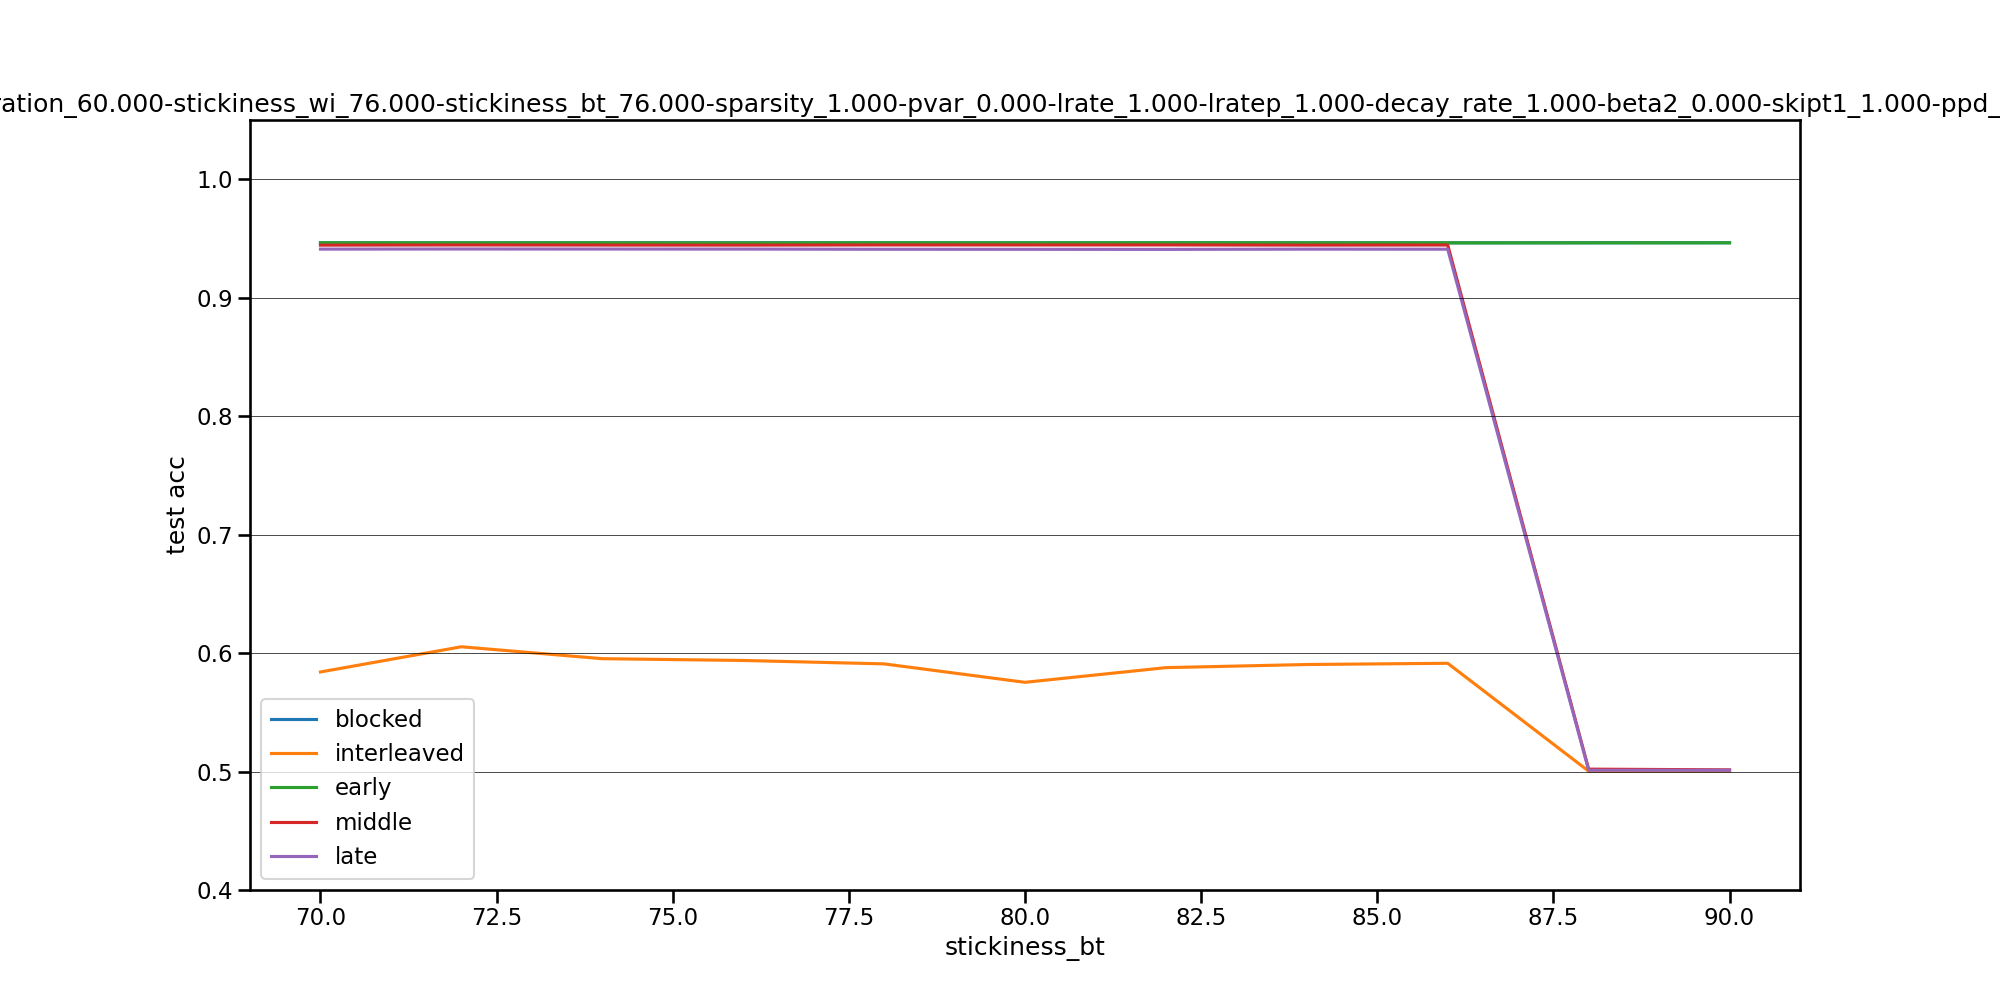 ration_60.000-stickiness_wi_76.000-stickiness_bt_76.000-sparsity_1.000-pvar_0.000-lrate_1.000-lratep_1.000-decay_rate_1.000-beta2_0.000-skipt1_1.000-ppd_
1.0
0.9
0.8
0.7
0.6
0.5
0.4
test acc
blocked
interleaved
early
middle
late
70.0 72.5 75.0 77.5 80.0 82.5 85.0 87.5 90.0
stickiness_bt